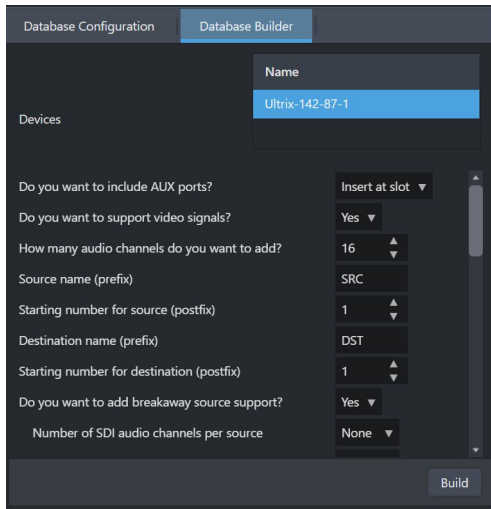 Database Configuration Database Builder
Name
Ultrix-142-87-1
Devices
Do you want to include AUX ports? Insert at slot
Do you want to support video signals? Yes
How many audio channels do you want to add? 16
Source name (prefix) SRC
Starting number for source (postfix) 1
Destination name (prefix) DST
Starting number for destination (postfix) 1
Do you want to add breakaway source support? Yes
Number of SDI audio channels per source None
Build